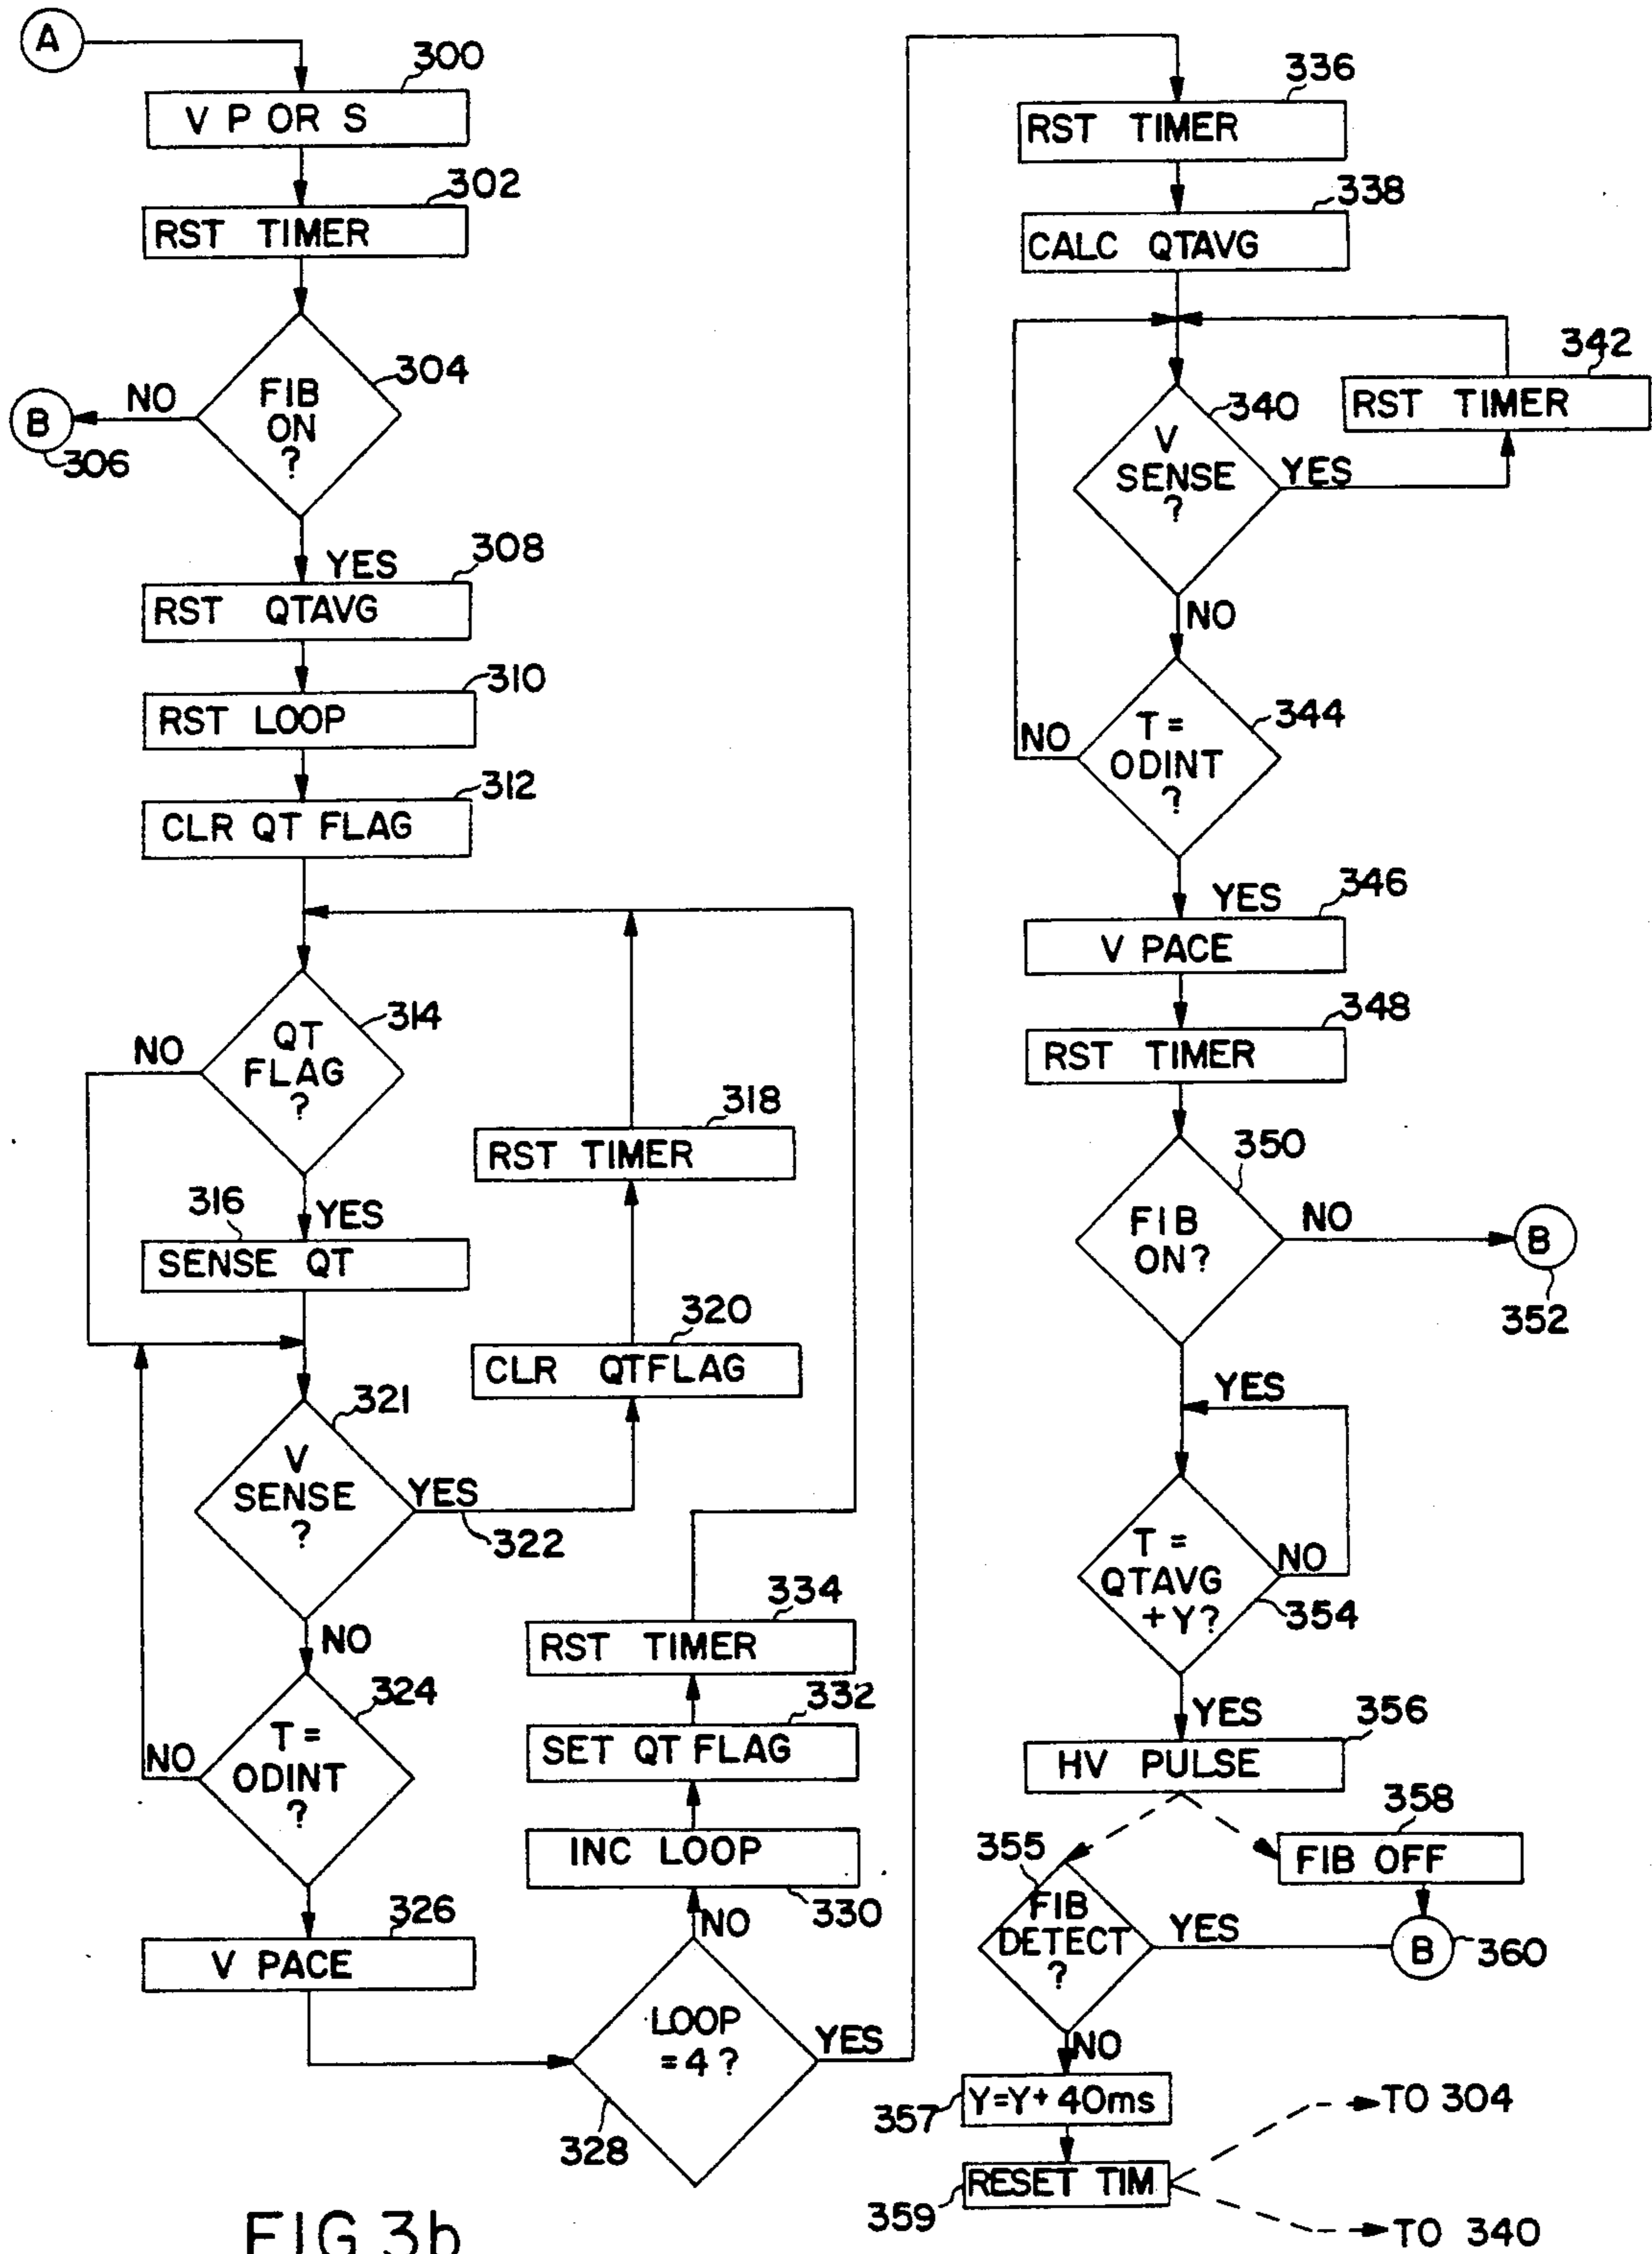 A
300
V P OR S
302
RST TIMER
304
FIB
ON
?
NO
B
306
YES
308
RST QTAVG
310
RST LOOP
312
CLR QT FLAG
314
QT
FLAG
?
NO
YES
316
SENSE QT
318
RST TIMER
320
CLR QTFLAG
321
V
SENSE
?
YES
322
NO
324
T =
ODINT
?
NO
326
V PACE
334
RST TIMER
332
SET QT FLAG
INC LOOP
330
NO
LOOP
= 4 ?
YES
328
336
RST TIMER
338
CALC QTAVG
342
RST TIMER
340
V
SENSE
?
YES
NO
344
T =
ODINT
?
NO
YES
346
V PACE
348
RST TIMER
350
FIB
ON?
NO
B
352
YES
T =
QTAVG
+ Y?
NO
354
YES
356
HV PULSE
358
FIB OFF
355
FIB
DETECT
?
YES
B
360
NO
Y=Y+ 40ms
357
RESET TIM
359
TO 304
TO 340
FIG 3b